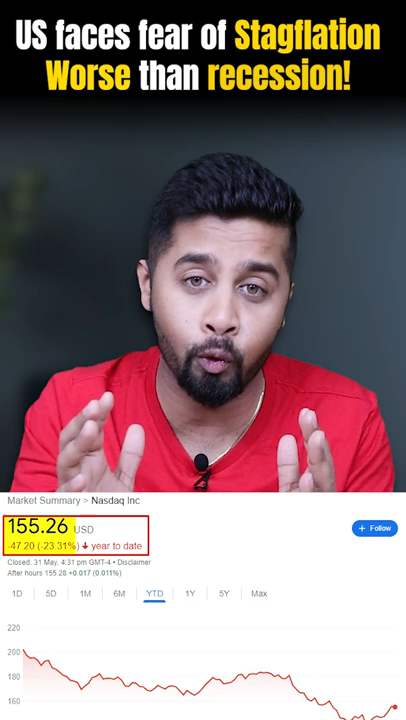 US faces fear of Stagflation
Worse than recession!
Market Summary > Nasdaq Inc
155.26 USD
+ Follow
-47.20 (-23.31%) ↓ year to date
Closed: 31 May, 4:31 pm GMT-4 • Disclaimer
After hours 155.28 +0.017 (0.011%)
1D 5D 1M 6M YTD 1Y 5Y Max
220
200
180
160